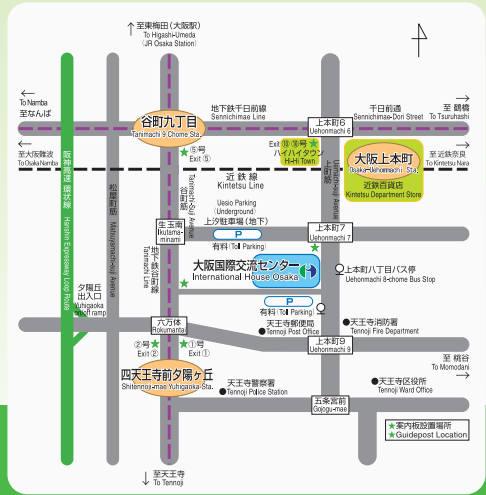 ↑ 至東梅田（大阪駅）
To Higashi-Umeda
(JR Osaka Station)
←
To Namba
至なんば
地下鉄千日前線
Sennichimae Line
千日前通
Sennichimae-Dori Street
→
至 鶴橋
To Tsuruhashi
谷町九丁目
Tanimachi 9 Chome Sta.
★⑤号
Exit ⑤
上本町6
Uehonmachi 6
Exit ⑩ ⑩号★
ハイハイタウン
Hi-Hi Town
上町筋
Uemachi-Suji Avenue
大阪上本町
Osaka-Uehonmachi Sta.
近鉄百貨店
Kintetsu Department Store
←
至大阪難波
To OsakaNamba
近 鉄 線
Kintetsu Line
→
至近鉄奈良
To Kintetsu Nara
阪神高速 環状線
Hanshin Expressway Loop Route
松屋町筋
Matsuyamachi-suji Avenue
谷町筋
Tanimachi-Suji Avenue
地下鉄谷町線
Tanimachi Line
Uesio Parking
(Underground)
上汐駐車場（地下）
P
有料(Toll Parking)
生玉南
Ikutama-
minami
上本町7
Uehonmachi 7
大阪国際交流センター
International House Osaka
上本町八丁目バス停
Uehonmachi 8-chome Bus Stop
P
有料(Toll Parking)
夕陽丘
出入口
Yuhigaoka
on/off ramp
六万体
Rokumantai
天王寺郵便局
●Tennoji Post Office
●天王寺消防署
Tennoji Fire Department
②号★
Exit ②
★①号
Exit ①
上本町9
Uehonmachi 9
至 桃谷
To Momodani
→
四天王寺前夕陽ヶ丘
Shitennoji-mae Yuhigaoka Sta.
天王寺警察署
●Tennoji Police Station
●天王寺区役所
Tennoji Ward Office
五条宮前
Gojogu-mae
★案内板設置場所
★Guidepost Location
↓ 至天王寺
To Tennoji